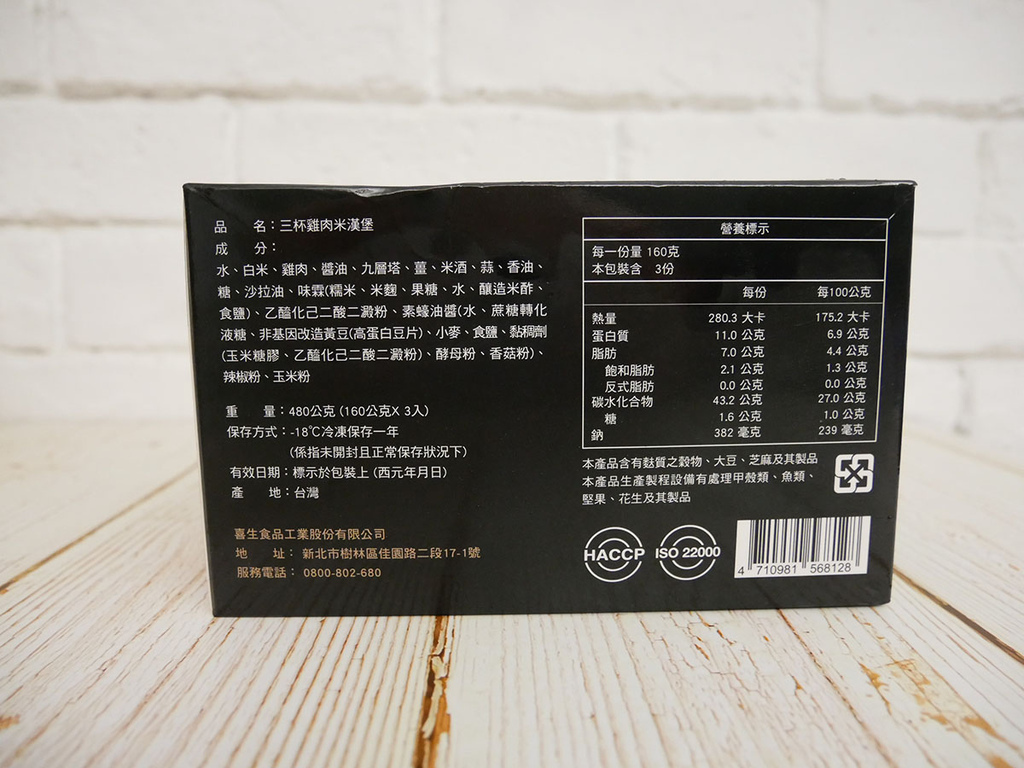 品　名：三杯雞肉米漢堡
成　分：
水、白米、雞肉、醬油、九層塔、薑、米酒、蒜、香油、
糖、沙拉油、味霖(糯米、米麴、果糖、水、釀造米酢、
食鹽)、乙醯化己二酸二澱粉、素蠔油醬(水、蔗糖轉化
液糖、非基因改造黃豆(高蛋白豆片)、小麥、食鹽、黏稠劑
(玉米糖膠、乙醯化己二酸二澱粉)、酵母粉、香菇粉)、
辣椒粉、玉米粉
重　量：480公克 (160公克X 3入)
保存方式：-18℃冷凍保存一年
(係指未開封且正常保存狀況下)
有效日期：標示於包裝上 (西元年月日)
產　地：台灣
喜生食品工業股份有限公司
地　址： 新北市樹林區佳園路二段17-1號
服務電話： 0800-802-680
營養標示
每一份量 160克
本包裝含 3份
每份 每100公克
熱量 280.3 大卡 175.2 大卡
蛋白質 11.0 公克 6.9 公克
脂肪 7.0 公克 4.4 公克
飽和脂肪 2.1 公克 1.3 公克
反式脂肪 0.0 公克 0.0 公克
碳水化合物 43.2 公克 27.0 公克
糖 1.6 公克 1.0 公克
鈉 382 毫克 239 毫克
本產品含有麩質之穀物、大豆、芝麻及其製品
本產品生產製程設備有處理甲殼類、魚類、
堅果、花生及其製品
HACCP
ISO 22000
4 710981 568128